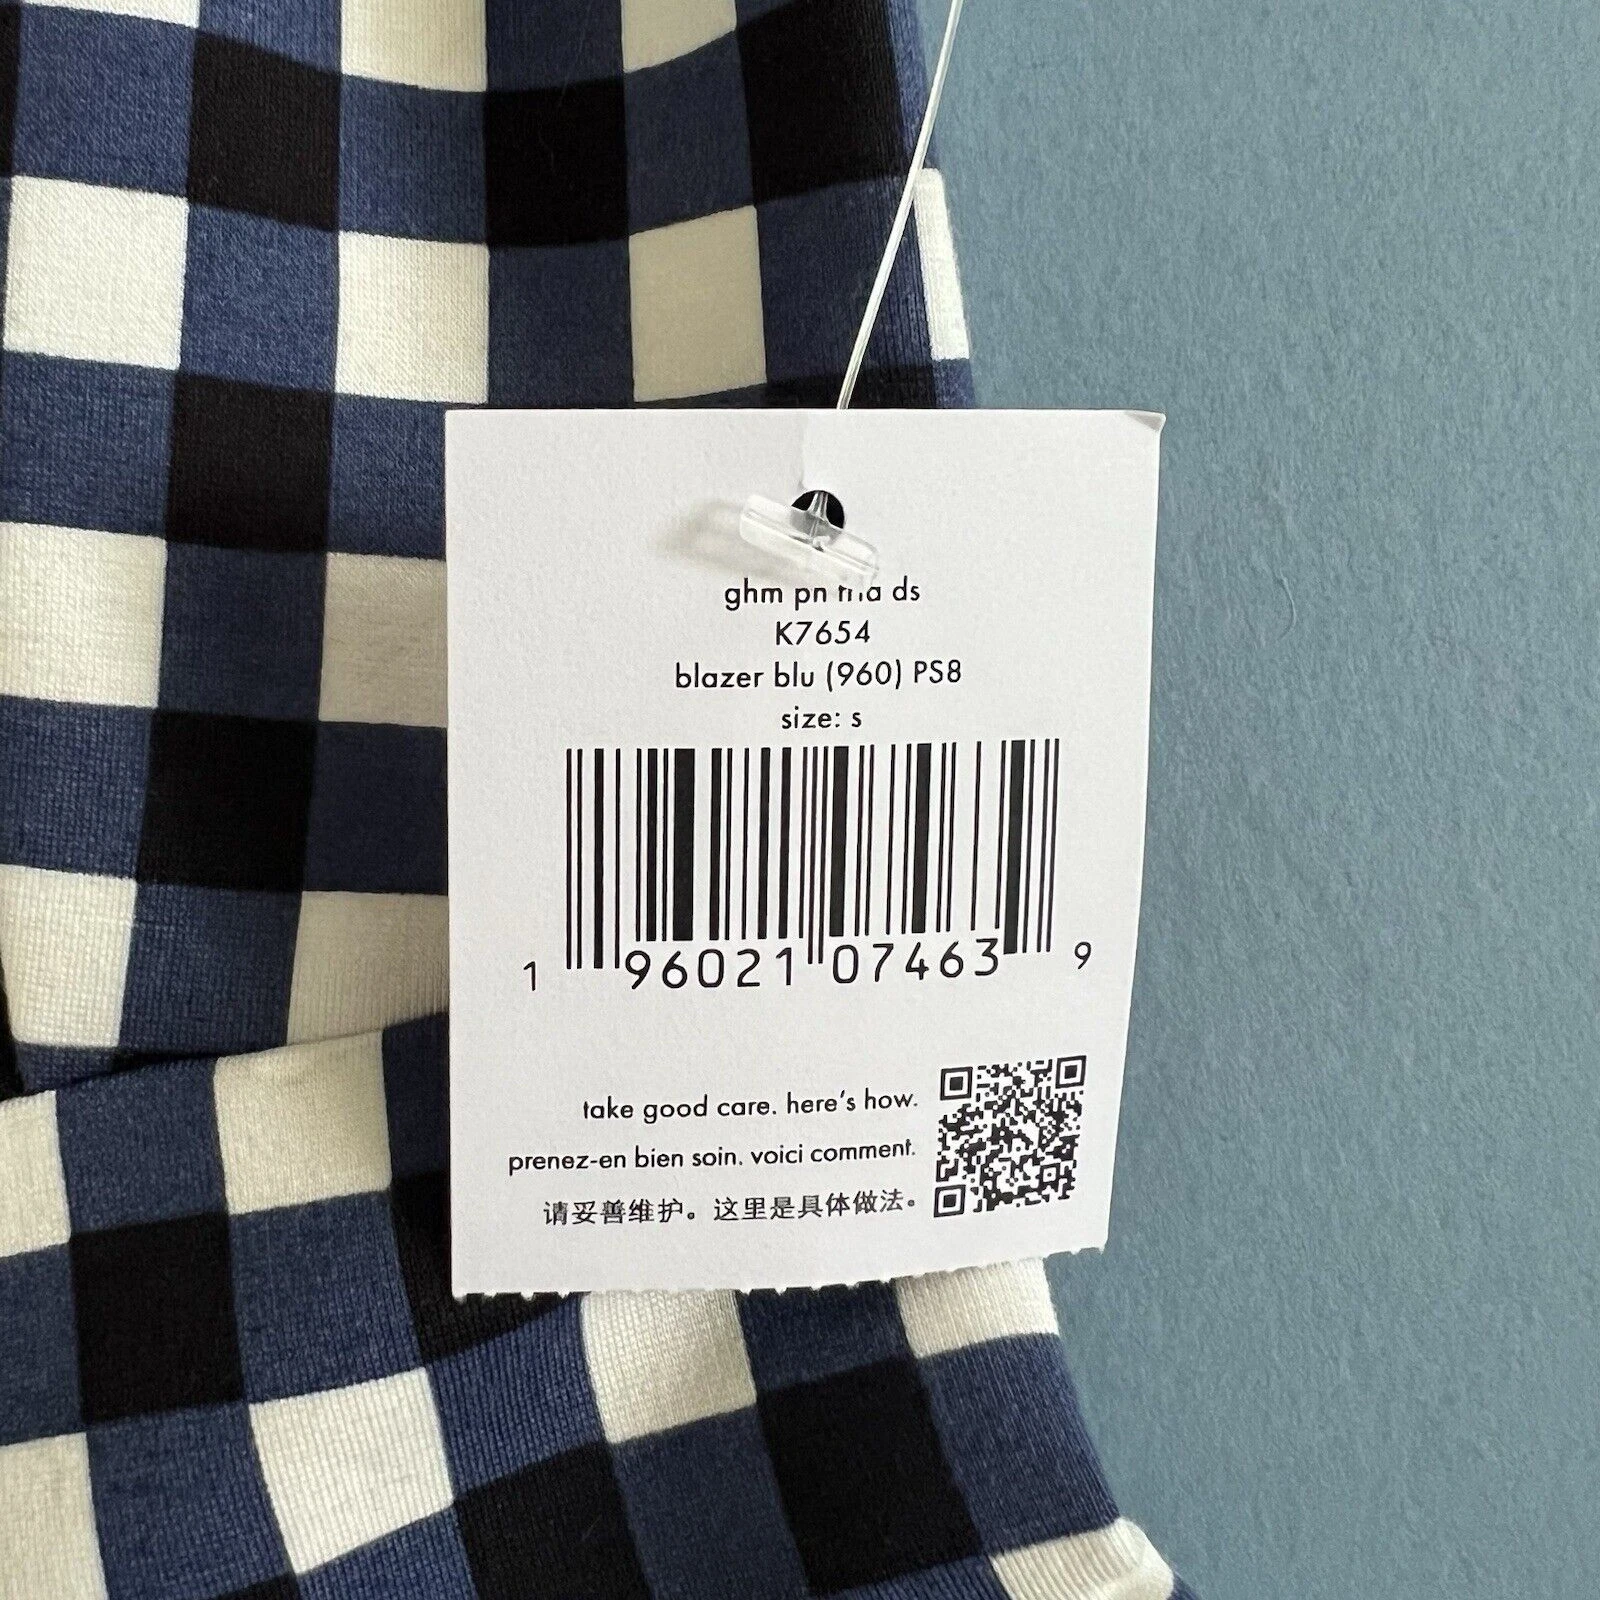 ghm pn ds
K7654
blazer blu (960) PS8
size: s
1 96021 07463 9
take good care. here's how.
prenez-en bien soin. voici comment.
请妥善维护。这里是具体做法。